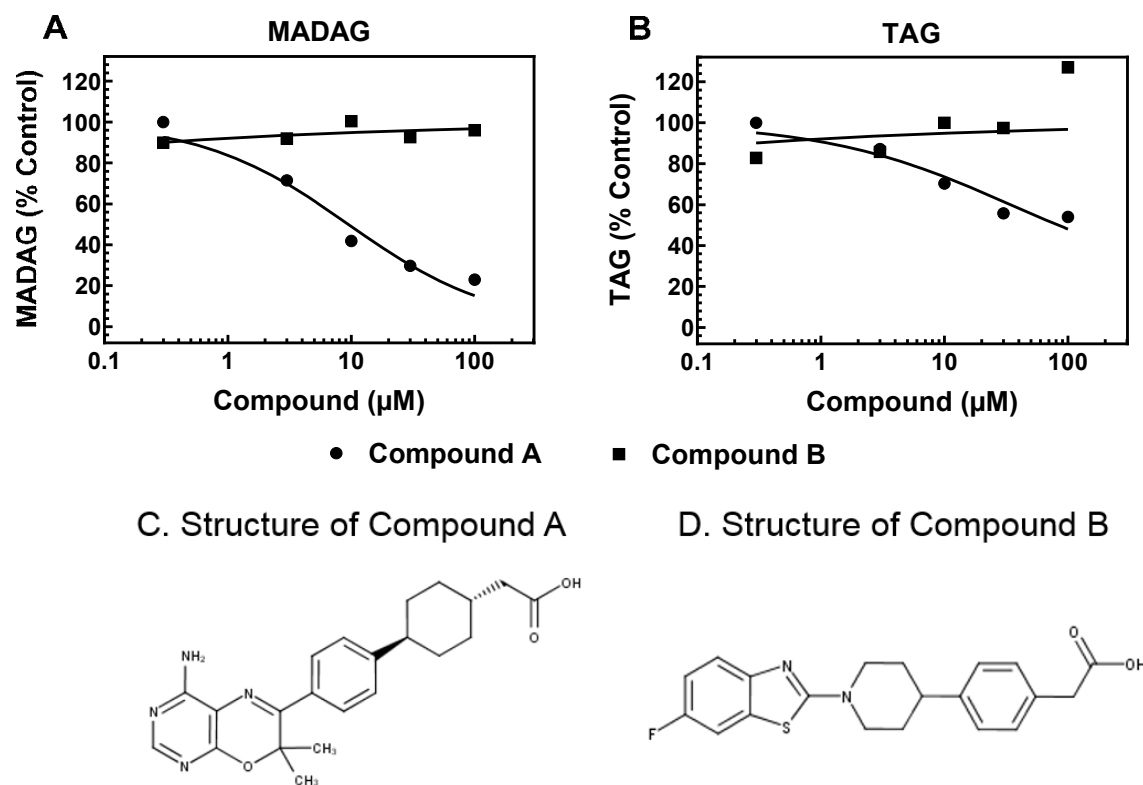 A
MADAG
MADAG (% Control)
120
100
80
60
40
20
0
0.1 1 10 100
Compound (µM)
B
TAG
TAG (% Control)
120
100
80
60
40
20
0
0.1 1 10 100
Compound (µM)
Compound A Compound B
C. Structure of Compound A
NH2
N
N
N
O
CH3
CH3
OH
O
D. Structure of Compound B
F
N
S
N
O
OH